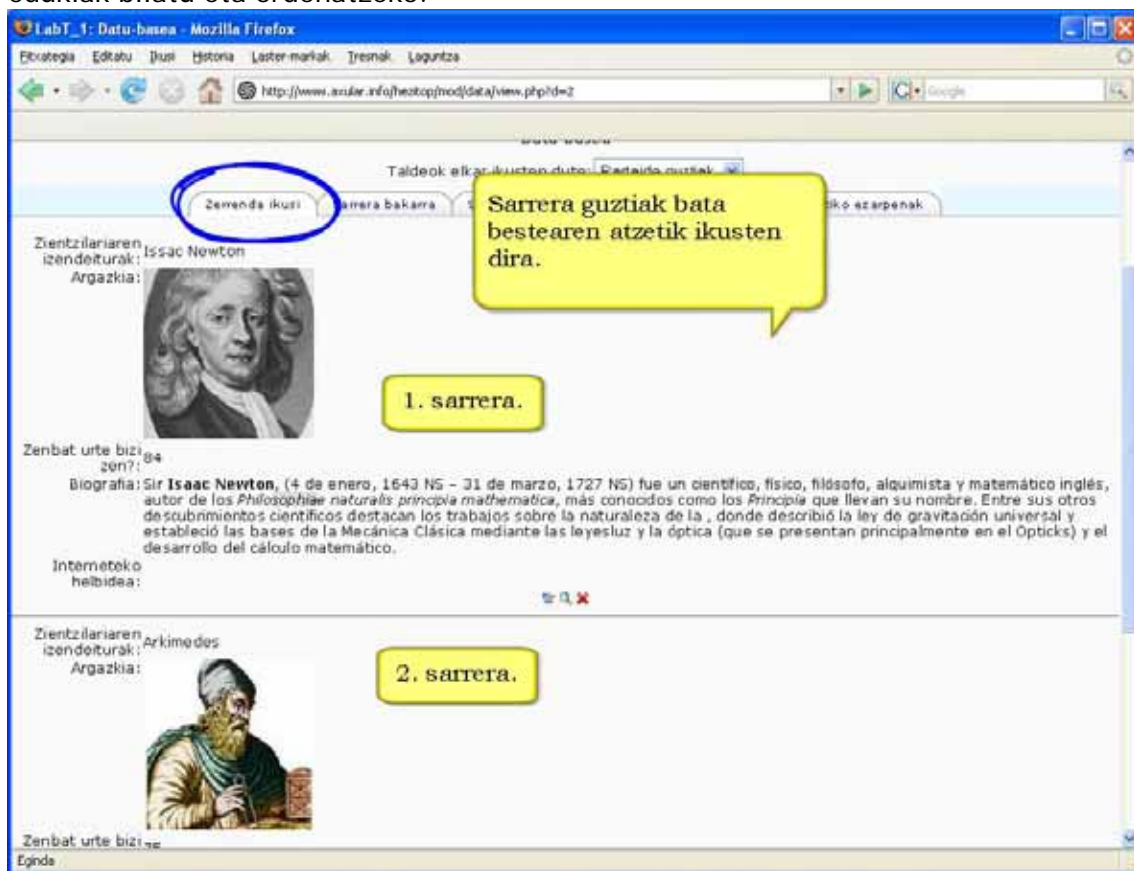 LabT_1: Datu-basea - Mozilla Firefox
Editatu Ikusi Historia Laster-markak Tresnak Laguntza
http://www.axular.info/hezitop/mod/data/view.php?d=2
Google
Taldeok elkar ikusten dute: Partaide guztiak
Zerrenda ikusi
bakarra
ezarpenak
Sarrera guztiak bata
bestearen atzetik ikusten
dira.
Zientzilariaren
izendeiturak: Issac Newton
Argazkia:
1. sarrera.
Zenbat urte bizi
zen?: 84
Biografia: Sir Isaac Newton, (4 de enero, 1643 NS – 31 de marzo, 1727 NS) fue un científico, físico, filósofo, alquimista y matemático inglés,
autor de los Philosophiae naturalis principia mathematica, más conocidos como los Principia que llevan su nombre. Entre sus otros
descubrimientos científicos destacan los trabajos sobre la naturaleza de la , donde describió la ley de gravitación universal y
estableció las bases de la Mecánica Clásica mediante las leyesluz y la óptica (que se presentan principalmente en el Opticks) y el
desarrollo del cálculo matemático.
Interneteko
helbidea:
Zientzilariaren
izendeiturak: Arkimedes
Argazkia:
2. sarrera.
Zenbat urte bizi
Eginda